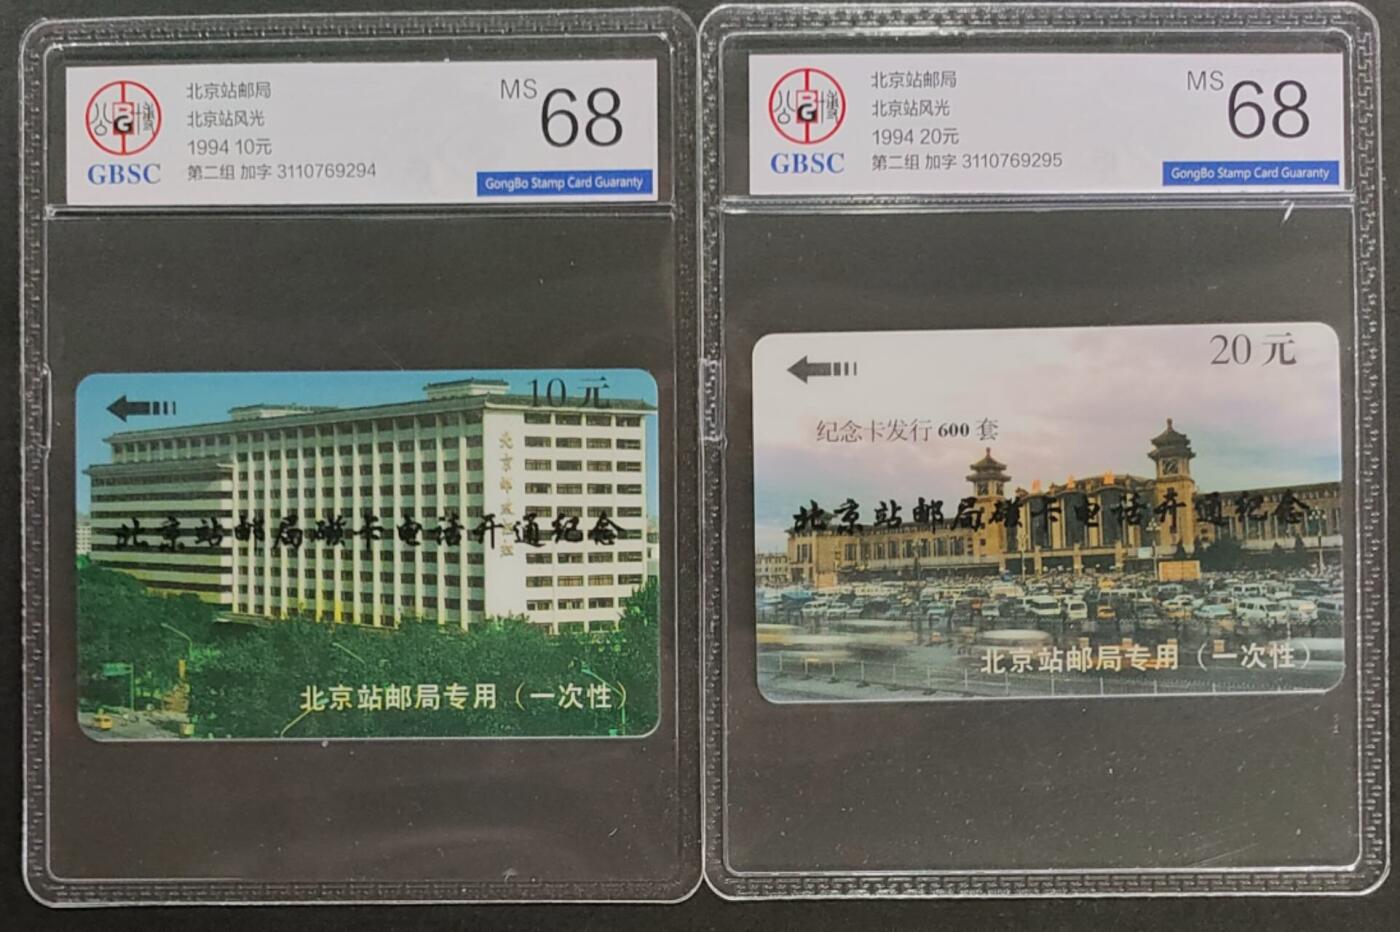 北京站邮局
北京站风光
1994 10元
第二组 加字 3110769294
MS 68
GBSC
GongBo Stamp Card Guaranty
10元
北京站邮局磁卡电话开通纪念
北京站邮局专用（一次性）
北京站邮局
北京站风光
1994 20元
第二组 加字 3110769295
MS 68
GBSC
GongBo Stamp Card Guaranty
20元
纪念卡发行 600 套
北京站邮局磁卡电话开通纪念
北京站邮局专用（一次性）